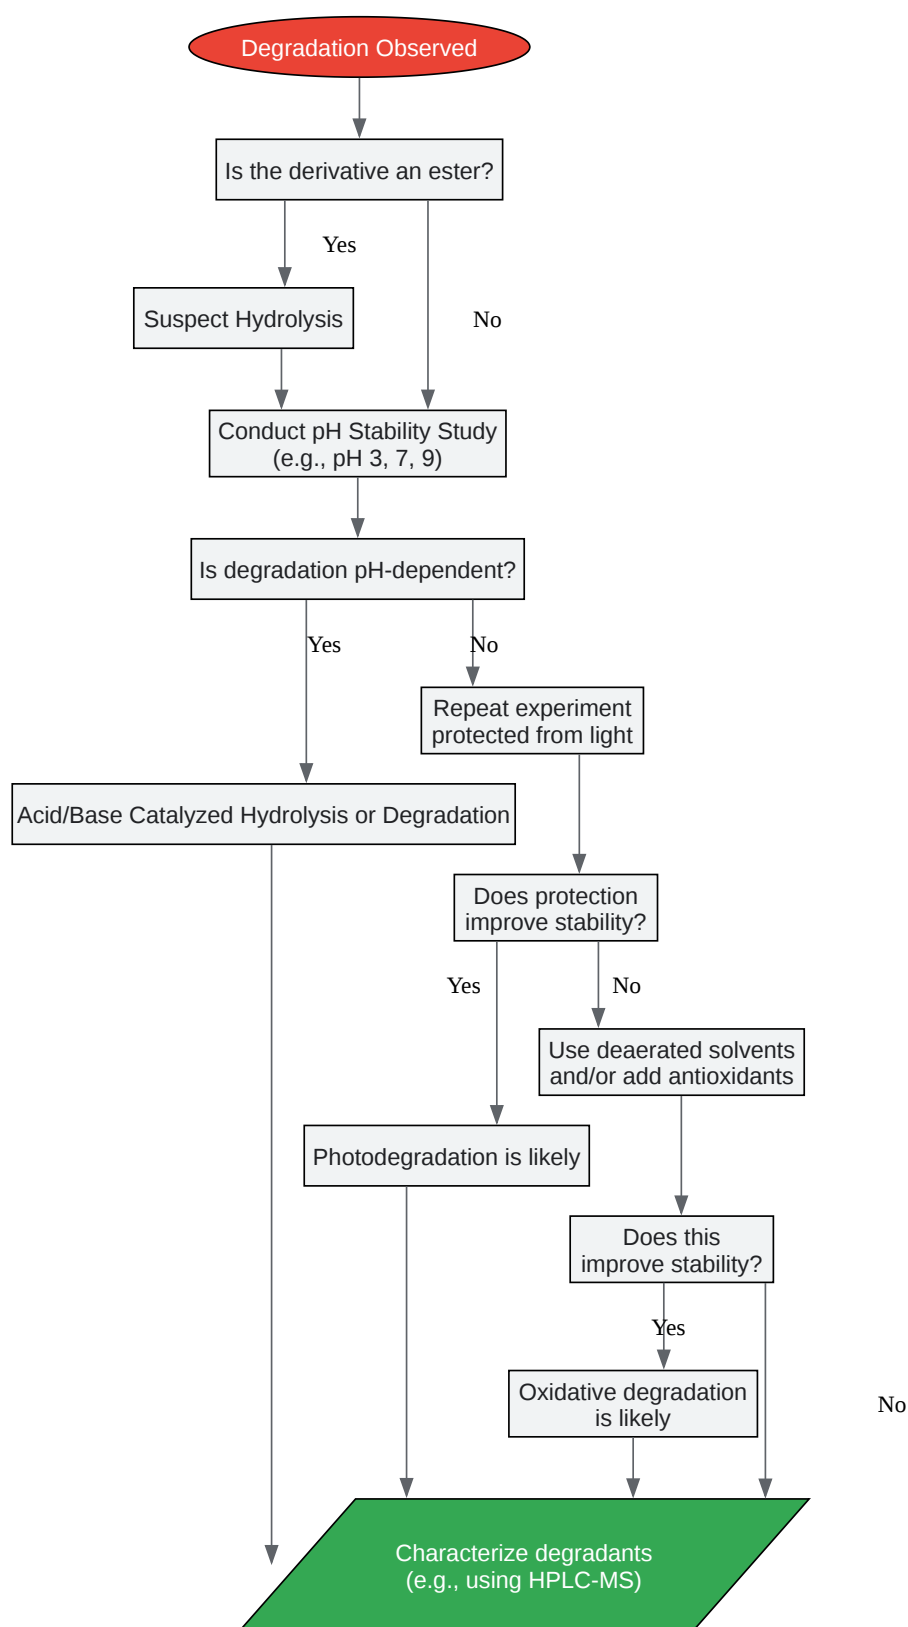 Degradation Observed
Is the derivative an ester?
Yes
Suspect Hydrolysis
No
Conduct pH Stability Study
(e.g., pH 3, 7, 9)
Is degradation pH-dependent?
Yes
No
Repeat experiment
protected from light
Acid/Base Catalyzed Hydrolysis or Degradation
Does protection
improve stability?
Yes
No
Use deaerated solvents
and/or add antioxidants
Photodegradation is likely
Does this
improve stability?
Yes
Oxidative degradation
is likely
No
Characterize degradants
(e.g., using HPLC-MS)